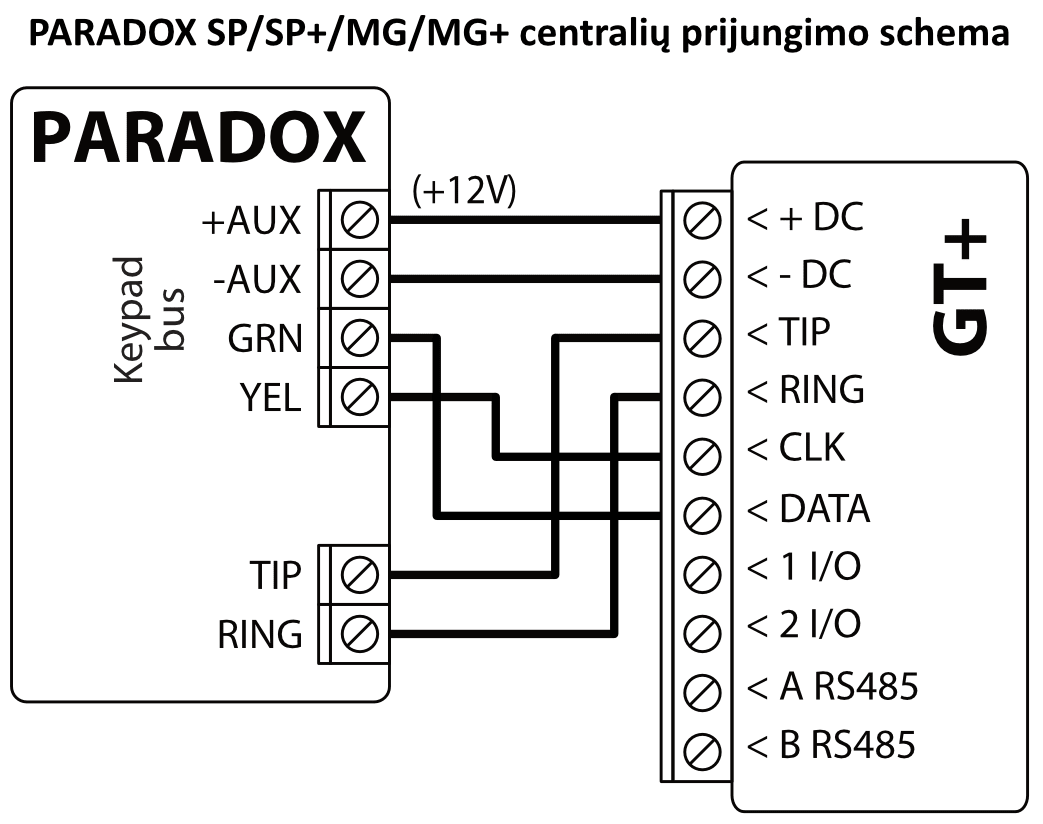 PARADOX SP/SP+/MG/MG+ centralių prijungimo schema
PARADOX
Keypad
bus
+AUX
-AUX
GRN
YEL
TIP
RING
(+12V)
< + DC
< - DC
< TIP
< RING
< CLK
< DATA
< 1 I/O
< 2 I/O
< A RS485
< B RS485
GT+